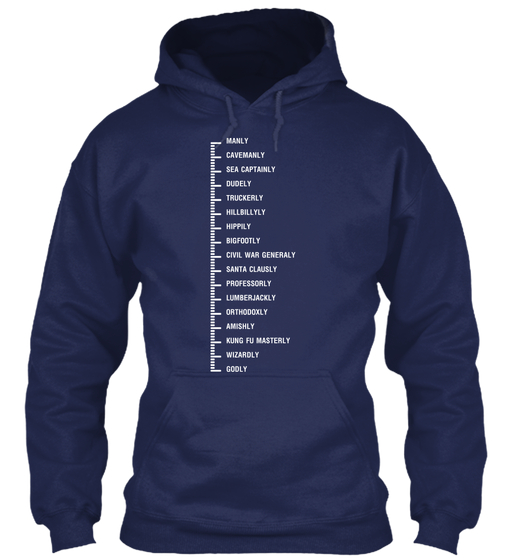 MANLY
CAVEMANLY
SEA CAPTAINLY
DUDELY
TRUCKERLY
HILLBILLYLY
HIPPILY
BIGFOOTLY
CIVIL WAR GENERALY
SANTA CLAUSLY
PROFESSORLY
LUMBERJACKLY
ORTHODOXLY
AMISHLY
KUNG FU MASTERLY
WIZARDLY
GODLY